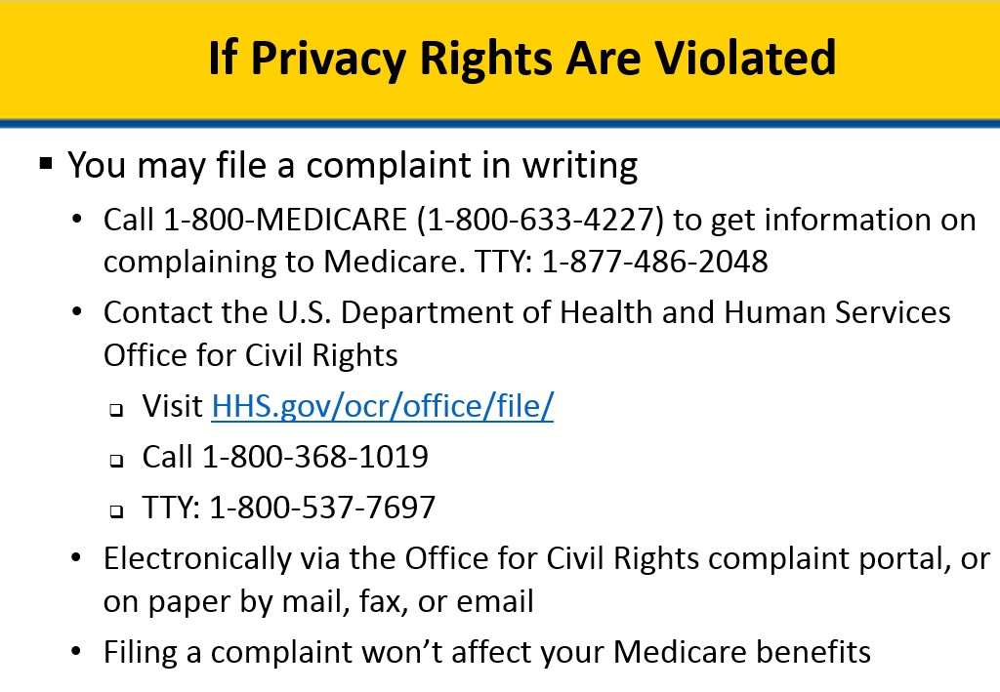 If Privacy Rights Are Violated
▪ You may file a complaint in writing
• Call 1-800-MEDICARE (1-800-633-4227) to get information on
complaining to Medicare. TTY: 1-877-486-2048
• Contact the U.S. Department of Health and Human Services
Office for Civil Rights
❑ Visit HHS.gov/ocr/office/file/
❑ Call 1-800-368-1019
❑ TTY: 1-800-537-7697
• Electronically via the Office for Civil Rights complaint portal, or
on paper by mail, fax, or email
• Filing a complaint won’t affect your Medicare benefits